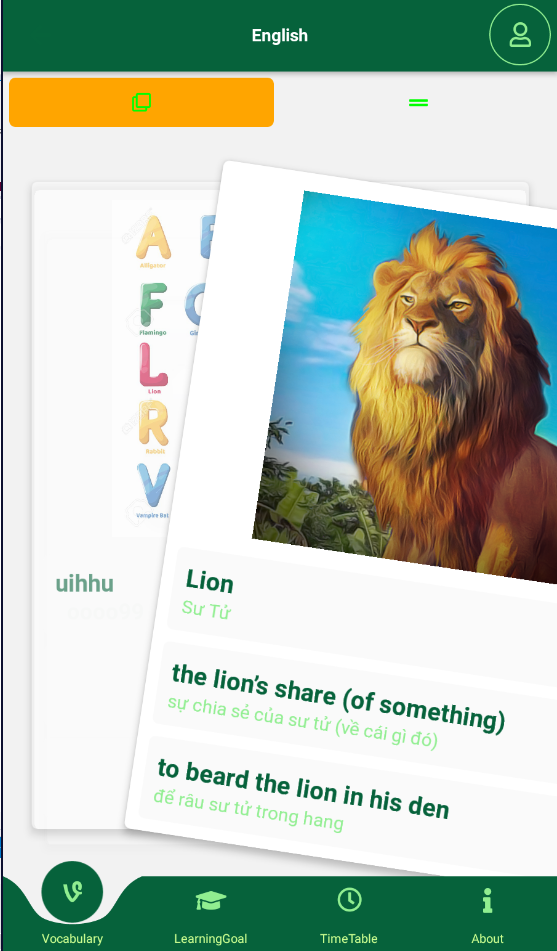 English
A
Alligator
F
Flamingo
L
Lion
R
Rabbit
V
Vampire Bat
uihhu
Lion
Sư Tử
the lion's share (of something)
sự chia sẻ của sư tử (về cái gì đó)
to beard the lion in his den
để râu sư tử trong hang
Vocabulary
LearningGoal
TimeTable
About